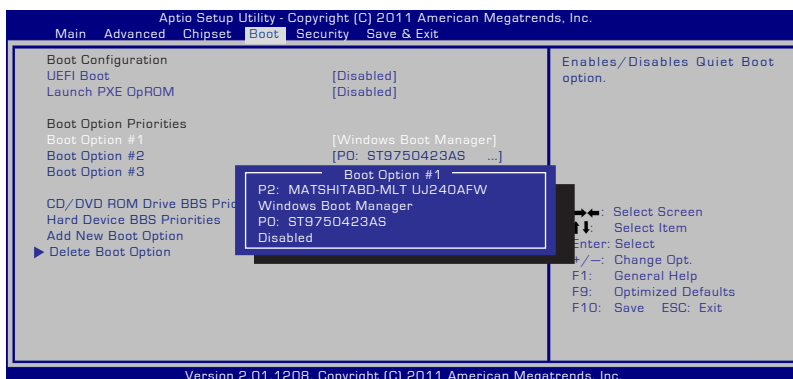 Aptio Setup Utility - Copyright (C) 2011 American Megatrends, Inc.
Main Advanced Chipset Boot Security Save & Exit
Boot Configuration
UEFI Boot [Disabled]
Launch PXE OpROM [Disabled]
Boot Option Priorities
Boot Option #1 [Windows Boot Manager]
Boot Option #2 [P0: ST9750423AS ...]
Boot Option #3
CD/DVD ROM Drive BBS Prio
Hard Device BBS Priorities
Add New Boot Option
Delete Boot Option
Boot Option #1
P2: MATSHITABD-MLT UJ240AFW
Windows Boot Manager
P0: ST9750423AS
Disabled
Enables/Disables Quiet Boot
option.
→←: Select Screen
↑↓: Select Item
Enter: Select
+/—: Change Opt.
F1: General Help
F9: Optimized Defaults
F10: Save ESC: Exit
Version 2.01.1208. Copyright (C) 2011 American Megatrends, Inc.